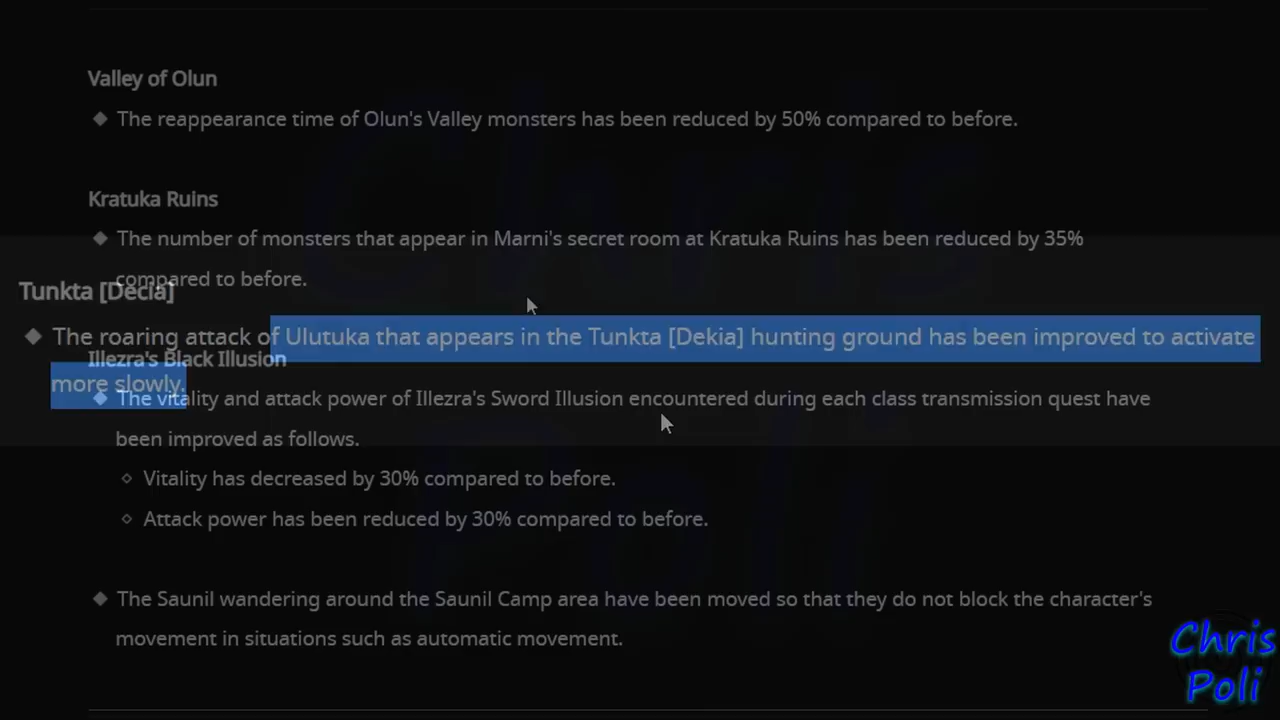 Valley of Olun
◆ The reappearance time of Olun's Valley monsters has been reduced by 50% compared to before.
Kratuka Ruins
◆ The number of monsters that appear in Marni's secret room at Kratuka Ruins has been reduced by 35%
compared to before.
Tunkta [Decia]
◆ The roaring attack of Ulutuka that appears in the Tunkta [Dekia] hunting ground has been improved to activate
more slowly.
Illezra's Black Illusion
◆ The vitality and attack power of Illezra's Sword Illusion encountered during each class transmission quest have
been improved as follows.
◇ Vitality has decreased by 30% compared to before.
◇ Attack power has been reduced by 30% compared to before.
◆ The Saunil wandering around the Saunil Camp area have been moved so that they do not block the character's
movement in situations such as automatic movement.
Chris
Poli
Chris
Poli